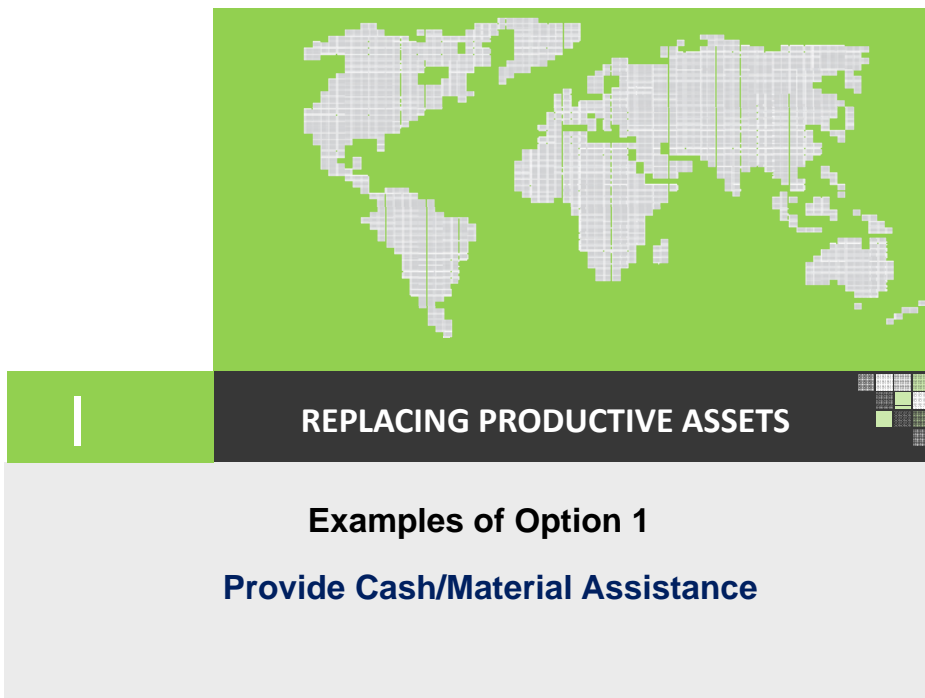 I
REPLACING PRODUCTIVE ASSETS
Examples of Option 1
Provide Cash/Material Assistance